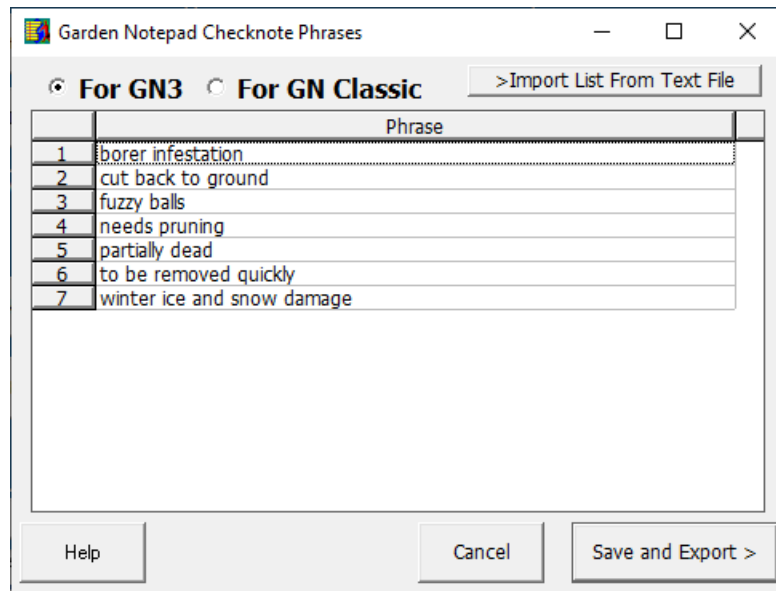 Garden Notepad Checknote Phrases
For GN3 For GN Classic >Import List From Text File
Phrase
1 borer infestation
2 cut back to ground
3 fuzzy balls
4 needs pruning
5 partially dead
6 to be removed quickly
7 winter ice and snow damage
Help Cancel Save and Export >